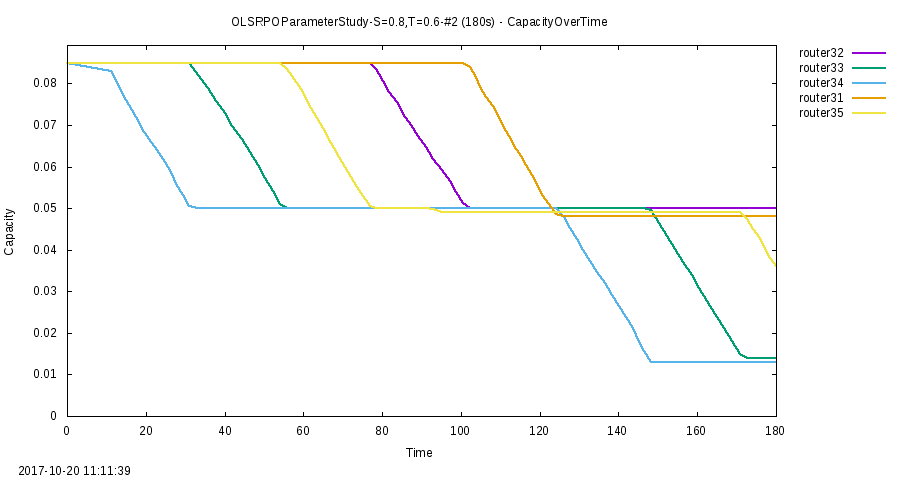 OLSRPOParameterStudy-S=0.8,T=0.6-#2 (180s) - CapacityOverTime
router32
router33
router34
router31
router35
0.08
0.07
0.06
0.05
0.04
0.03
0.02
0.01
0
Capacity
0 20 40 60 80 100 120 140 160 180
Time
2017-10-20 11:11:39